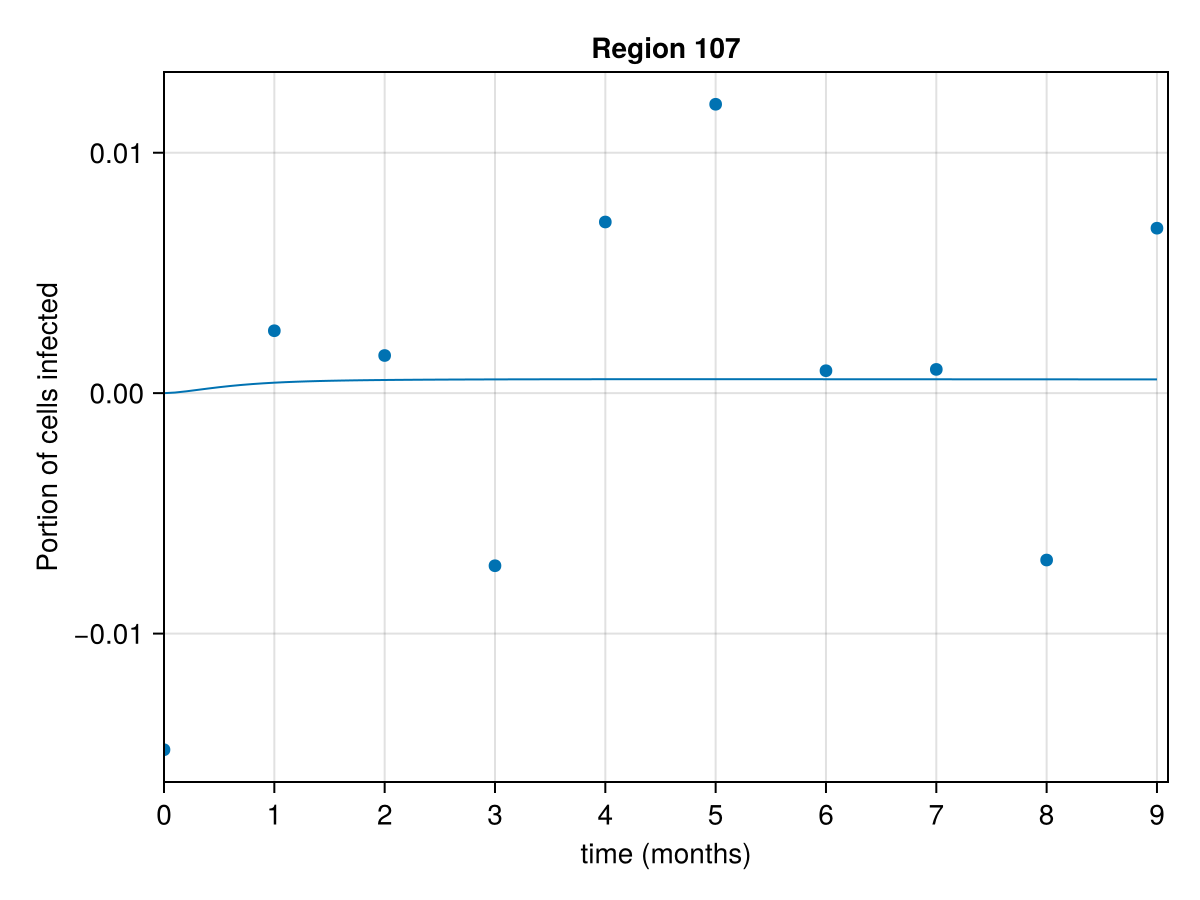 Region 107
Portion of cells infected
0.01
0.00
−0.01
0 1 2 3 4 5 6 7 8 9
time (months)